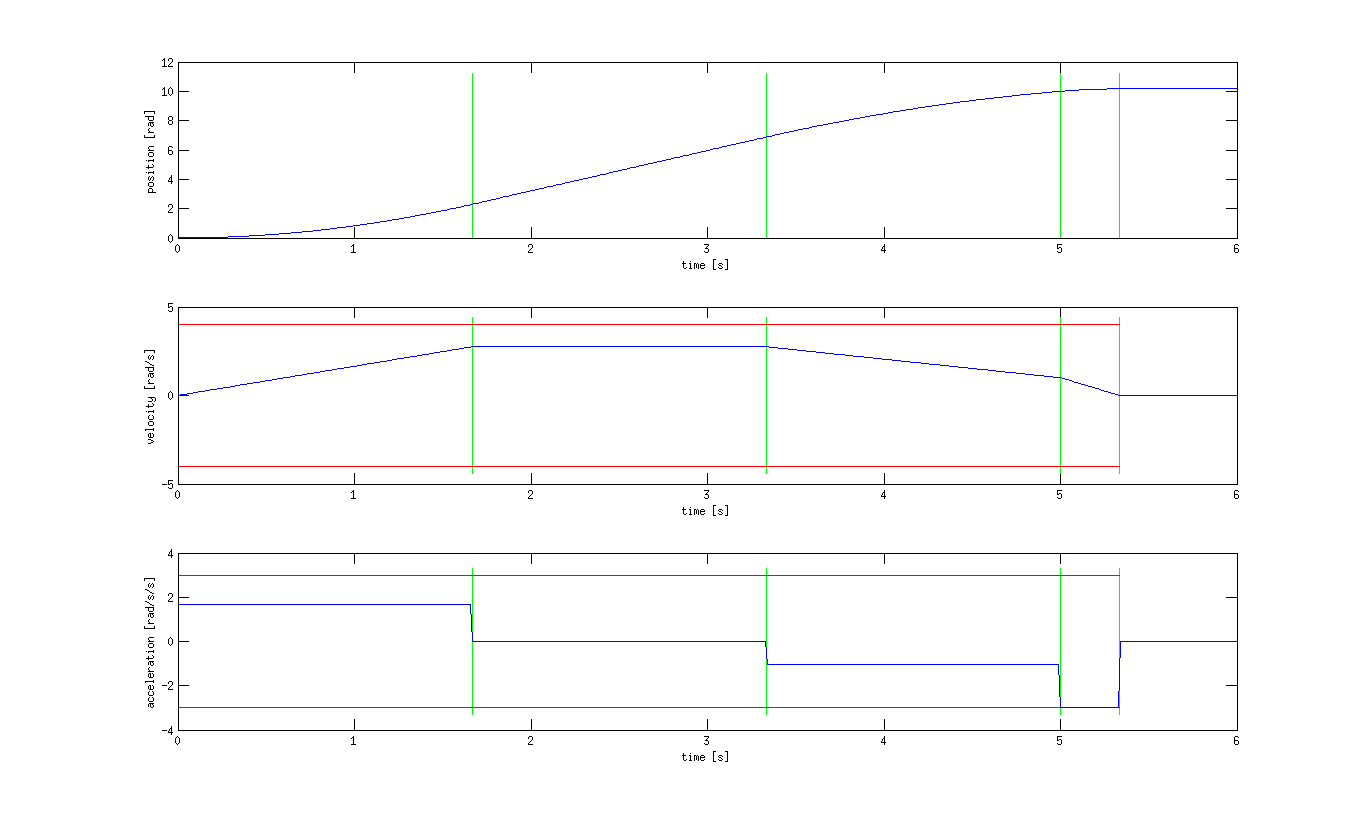 12
10
8
6
4
2
0
position [rad]
0 1 2 3 4 5 6
time [s]
5
0
-5
velocity [rad/s]
0 1 2 3 4 5 6
time [s]
4
2
0
-2
-4
acceleration [rad/s/s]
0 1 2 3 4 5 6
time [s]